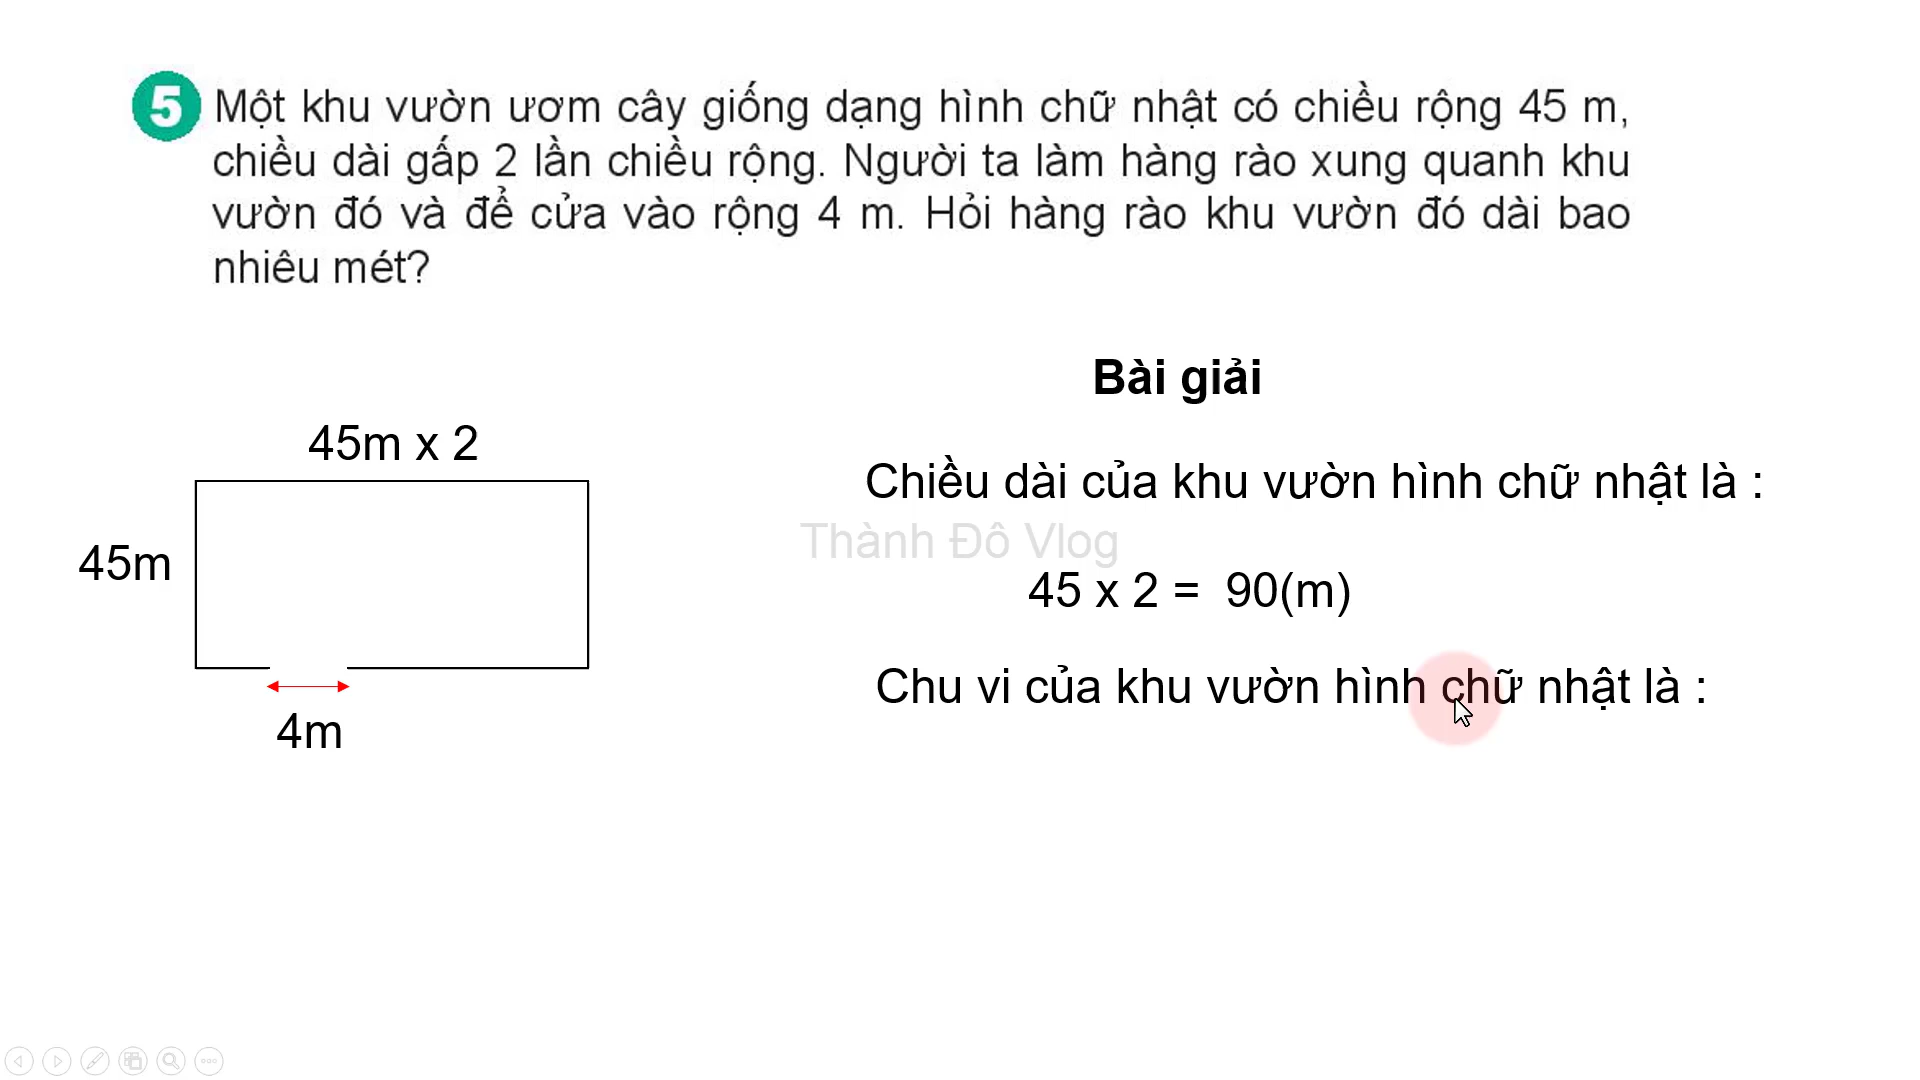 5 Một khu vườn ươm cây giống dạng hình chữ nhật có chiều rộng 45 m,
chiều dài gấp 2 lần chiều rộng. Người ta làm hàng rào xung quanh khu
vườn đó và để cửa vào rộng 4 m. Hỏi hàng rào khu vườn đó dài bao
nhiêu mét?
45m x 2
45m
4m
Bài giải
Chiều dài của khu vườn hình chữ nhật là :
Thành Đô Vlog
45 x 2 = 90(m)
Chu vi của khu vườn hình chữ nhật là :